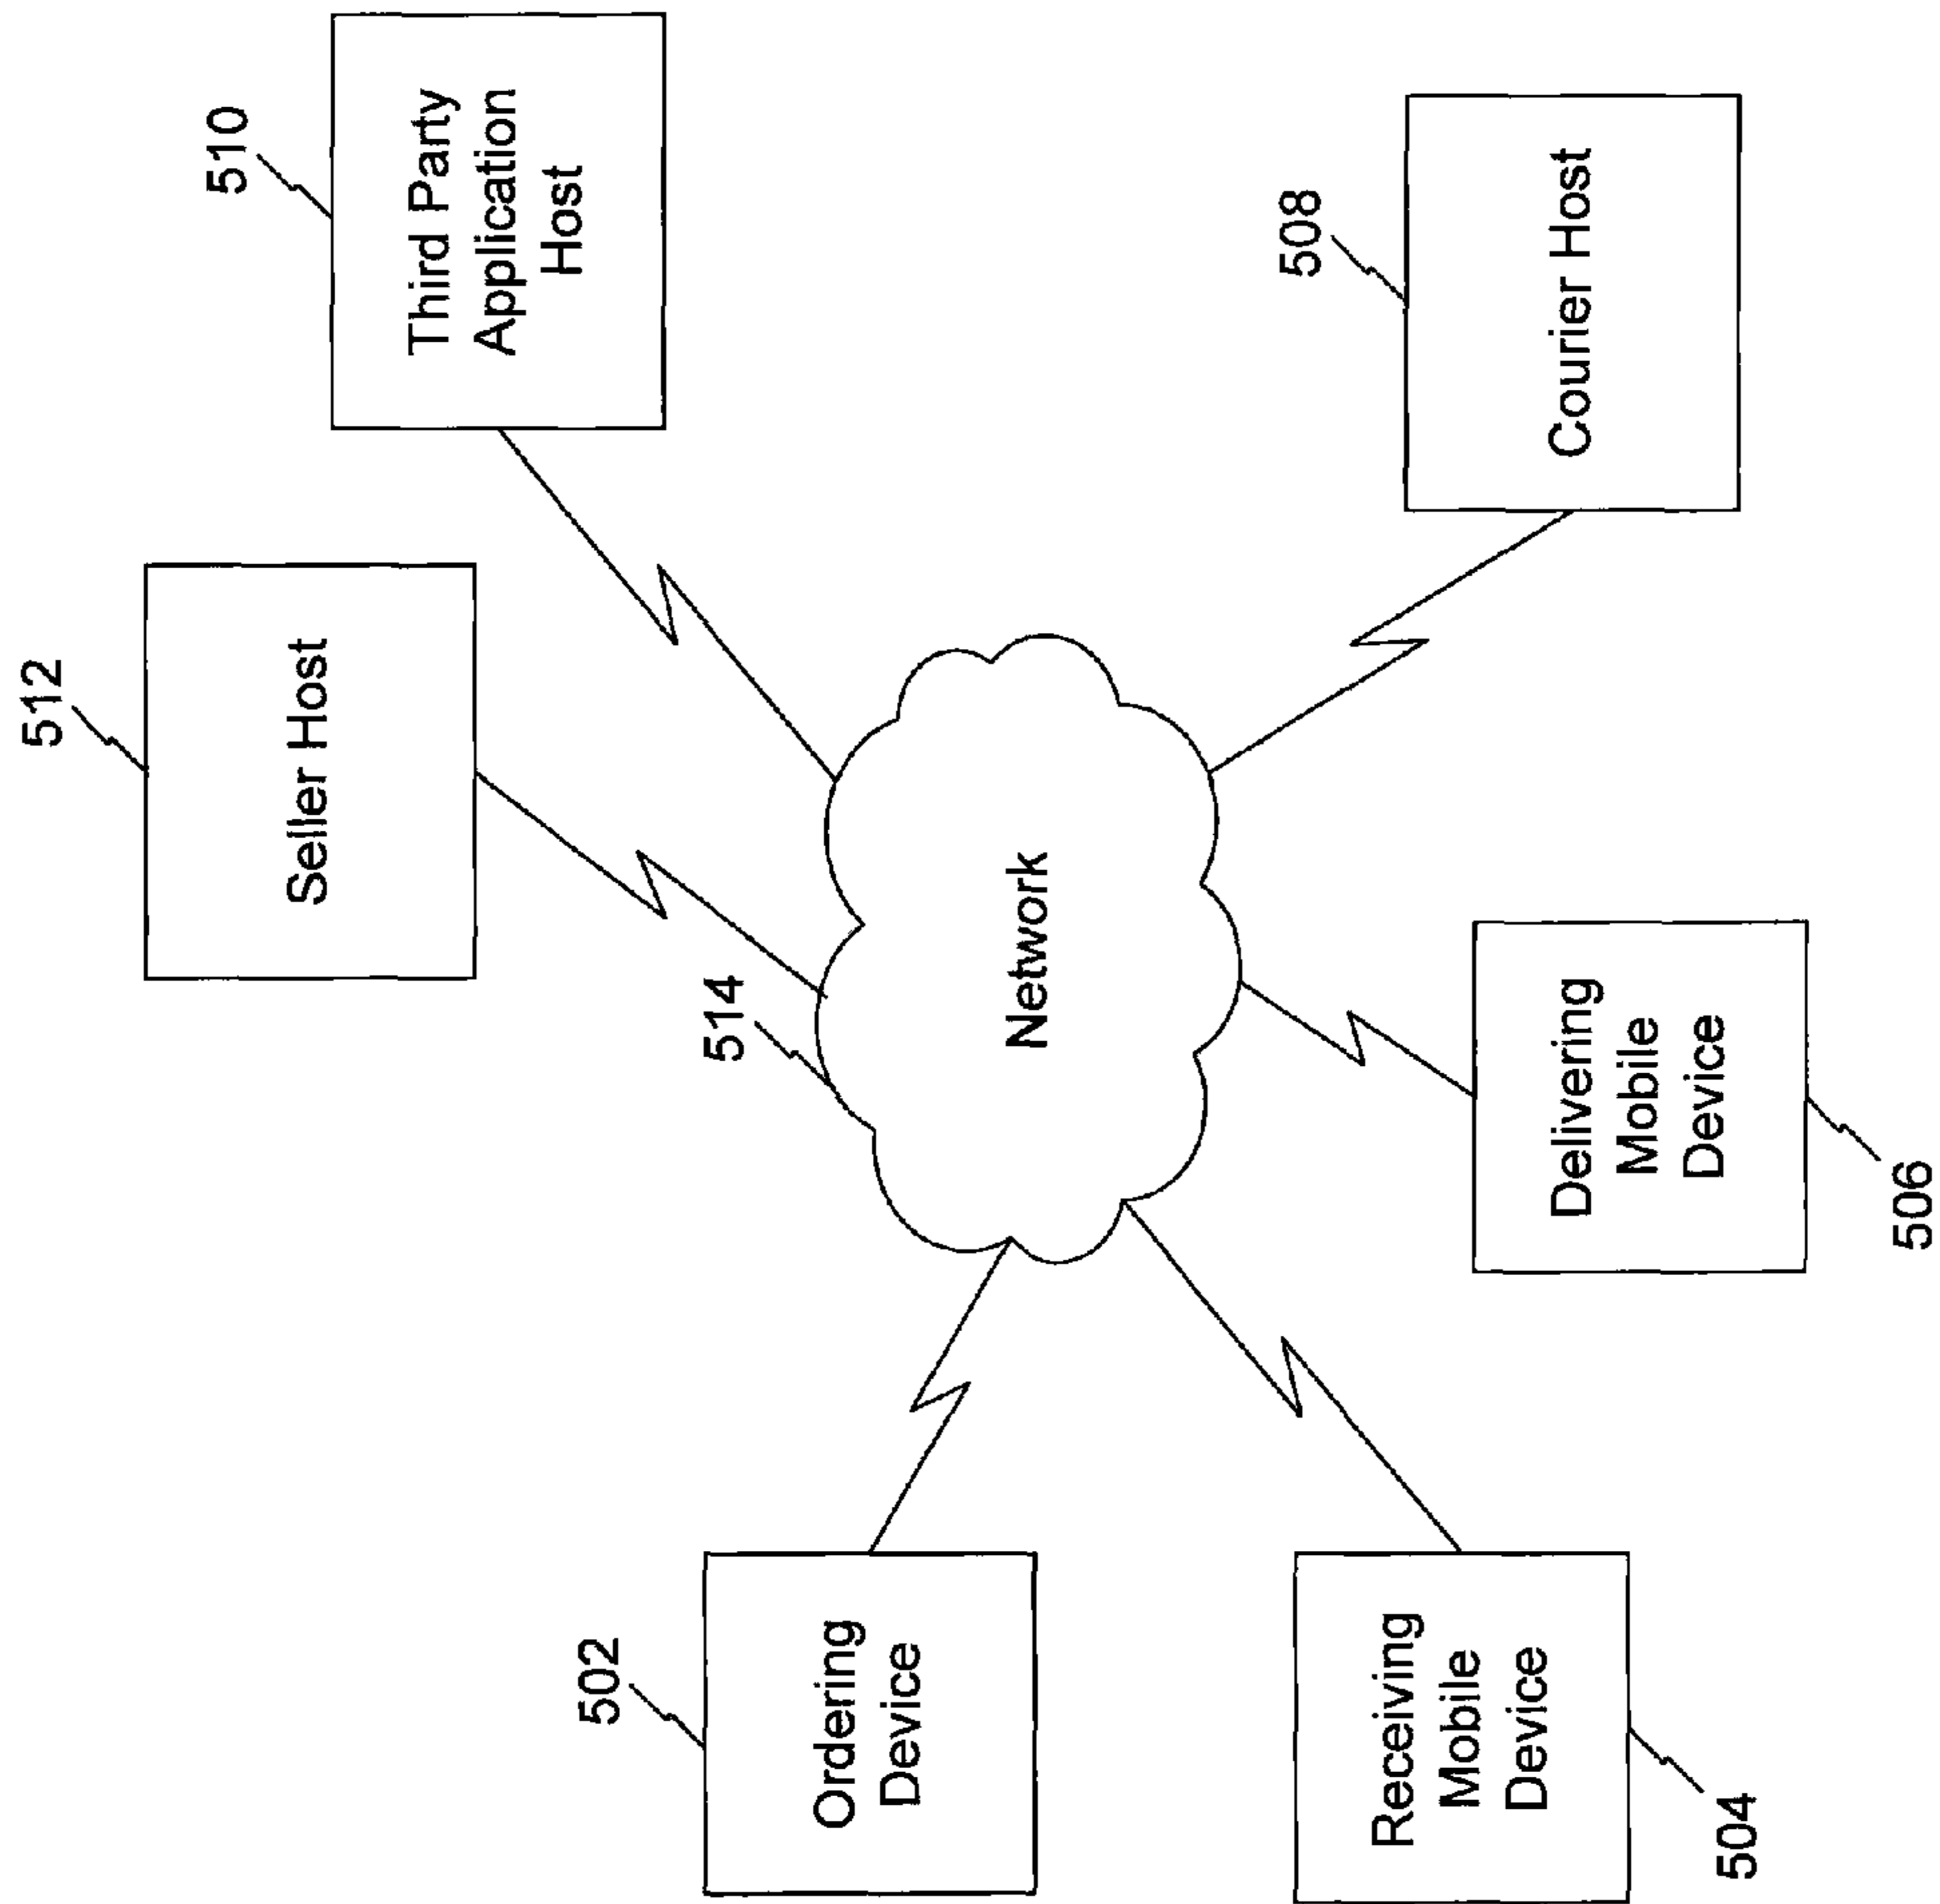 512
Seller Host
510
Third Party
Application
Host
502
Ordering
Device
514
Network
508
Courier Host
504
Receiving
Mobile
Device
506
Delivering
Mobile
Device